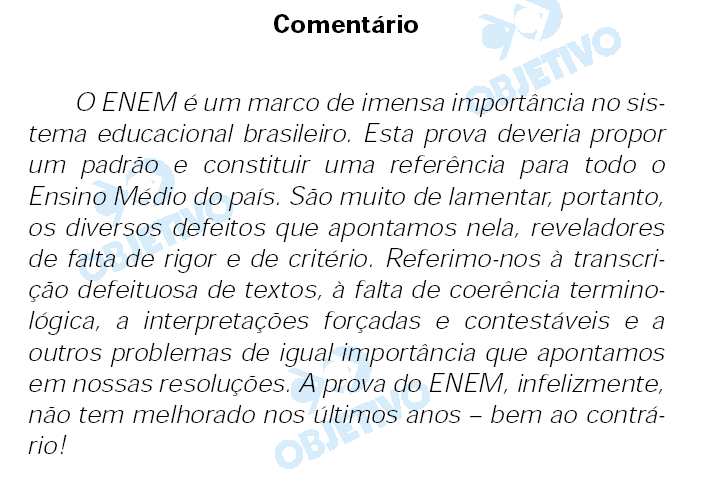 Comentário
OBJETIVO
O ENEM é um marco de imensa importância no sis-
tema educacional brasileiro. Esta prova deveria propor
um padrão e constituir uma referência para todo o
Ensino Médio do país. São muito de lamentar, portanto,
os diversos defeitos que apontamos nela, reveladores
OBJETIVO
de falta de rigor e de critério. Referimo-nos à transcri-
ção defeituosa de textos, à falta de coerência termino-
lógica, a interpretações forçadas e contestáveis e a
outros problemas de igual importância que apontamos
em nossas resoluções. A prova do ENEM, infelizmente,
não tem melhorado nos últimos anos – bem ao contrá-
OBJETIVO
rio!